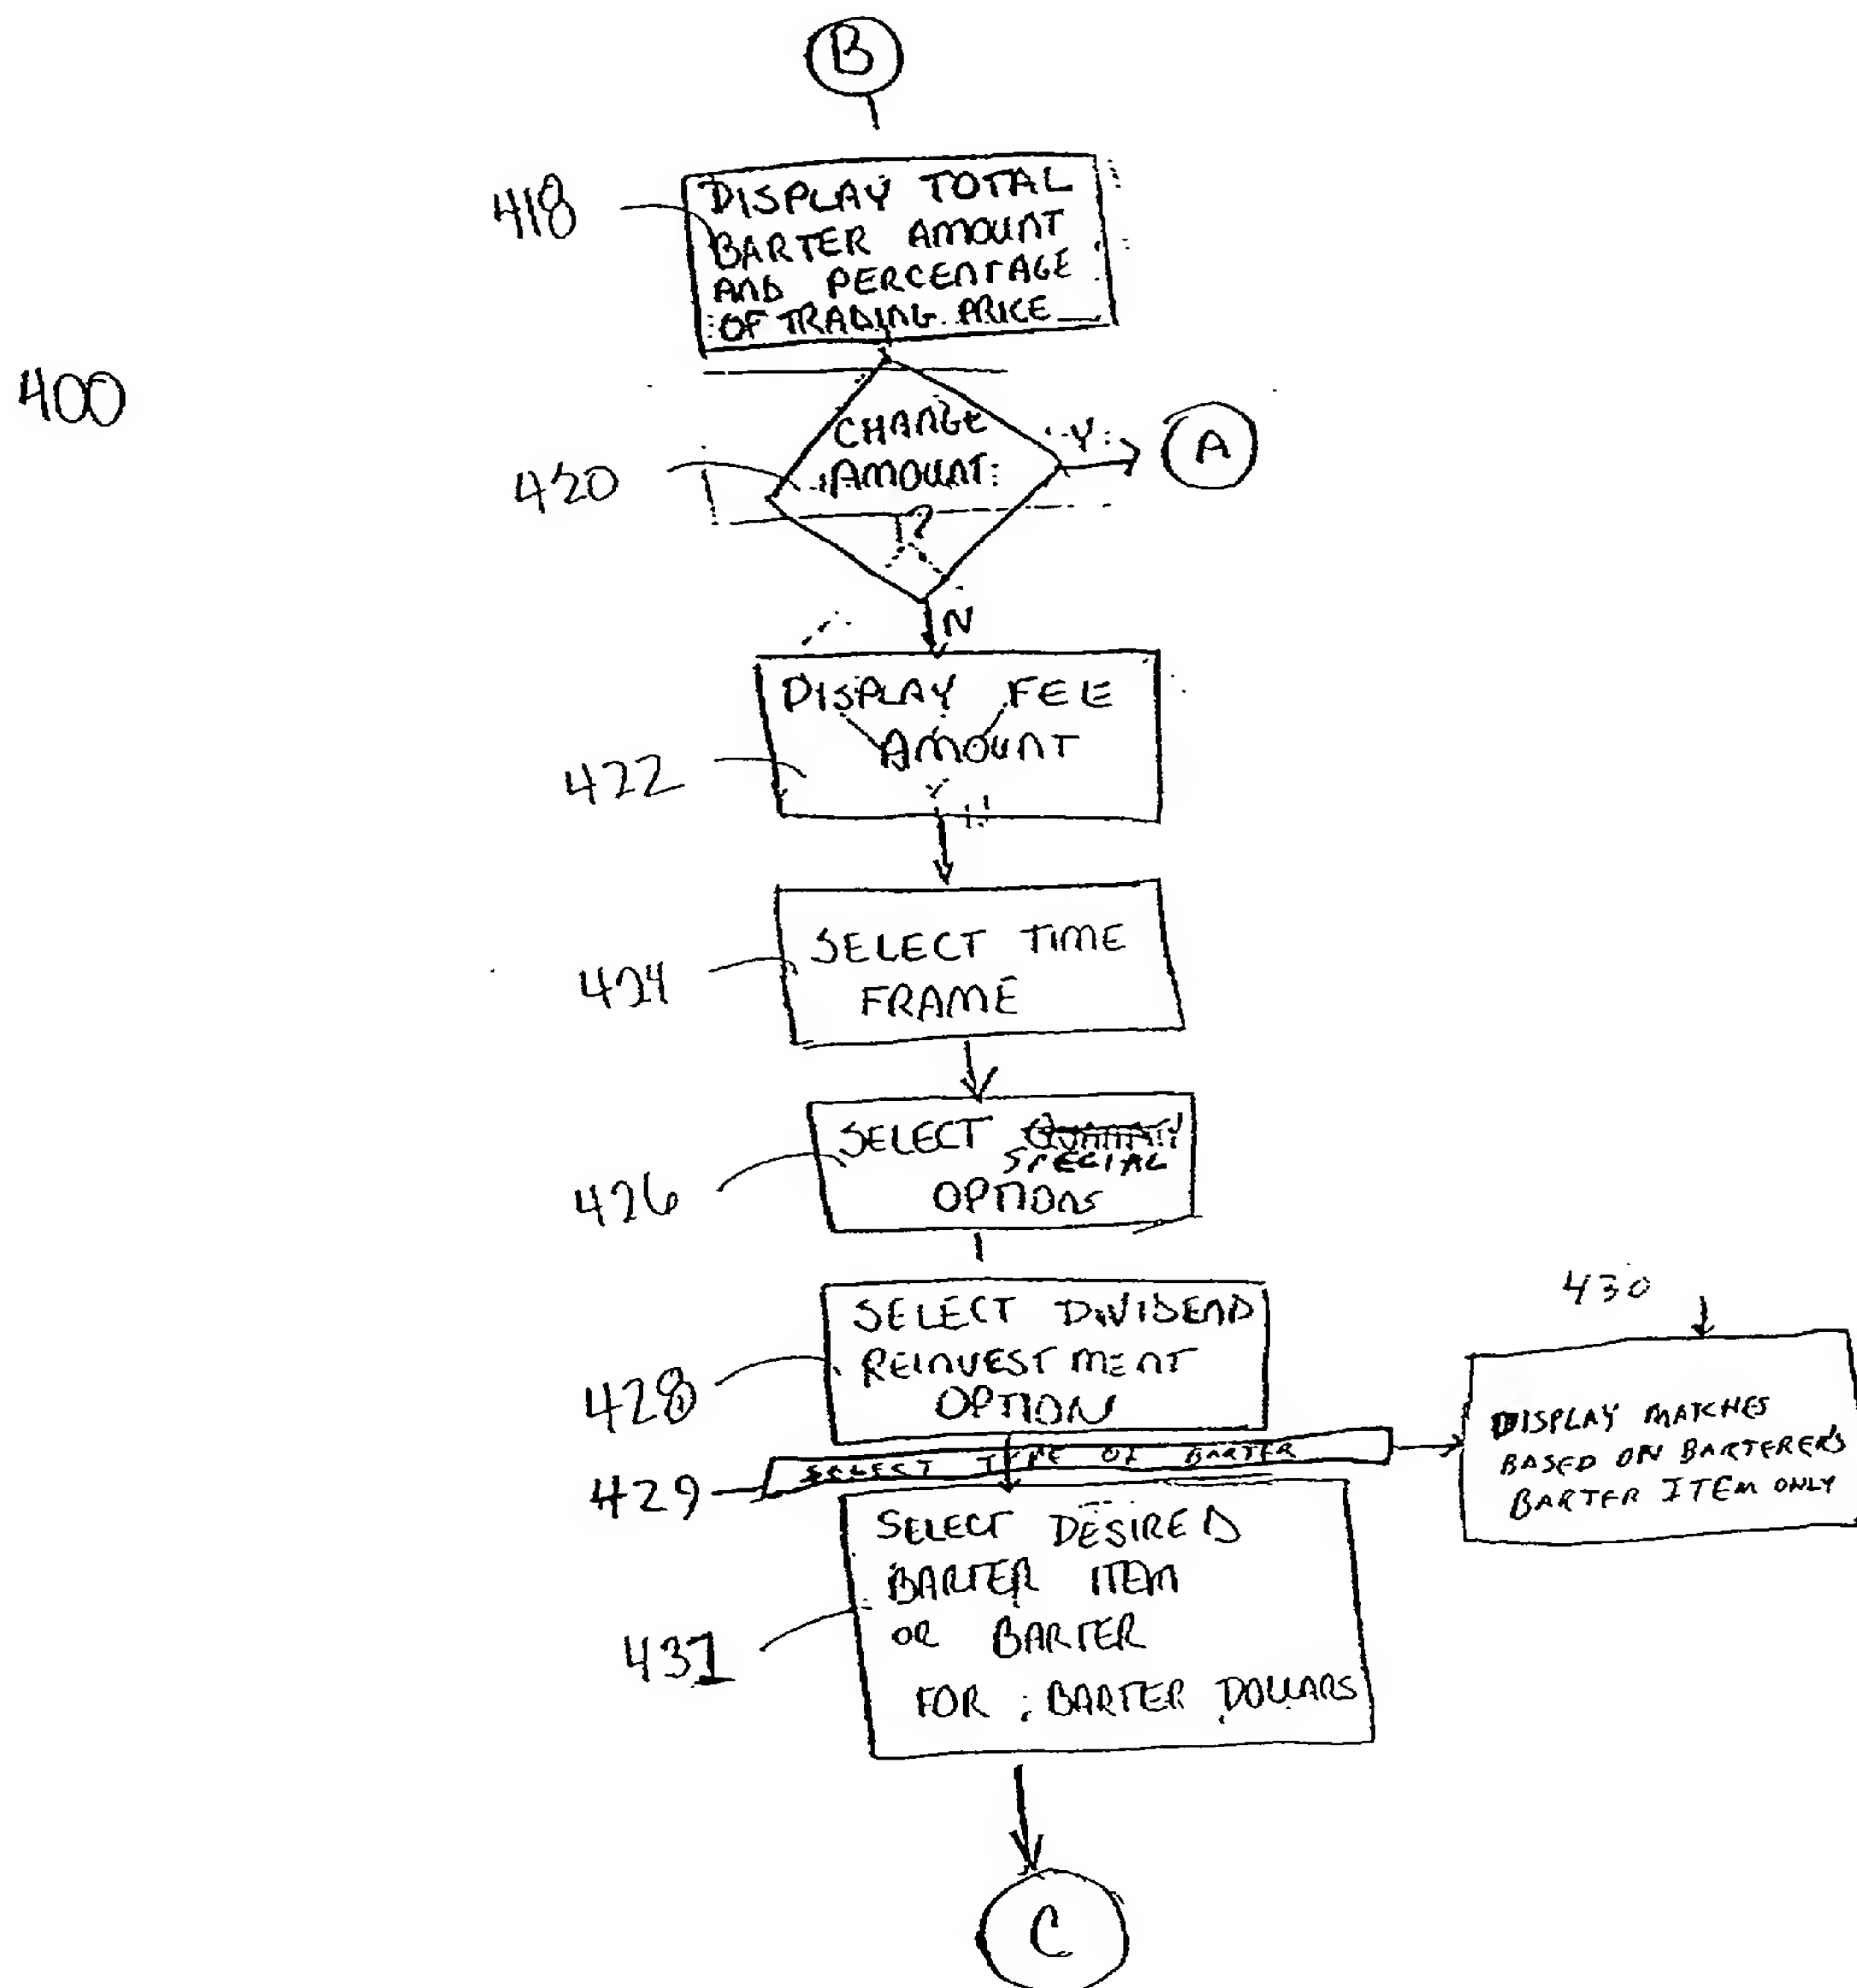 B
418
DISPLAY TOTAL
BARTER AMOUNT
AND PERCENTAGE
OF TRADING PRICE
400
CHANGE
AMOUNT
?
Y
A
420
N
DISPLAY FEE
AMOUNT
422
SELECT TIME
FRAME
424
SELECT
SPECIAL
OPTIONS
426
SELECT DIVIDEND
REINVESTMENT
OPTION
428
430
DISPLAY MATCHES
BASED ON BARTERER'S
BARTER ITEM ONLY
SELECT TYPE OF BARTER
429
SELECT DESIRED
BARTER ITEM
OR BARTER
FOR BARTER DOLLARS
431
C